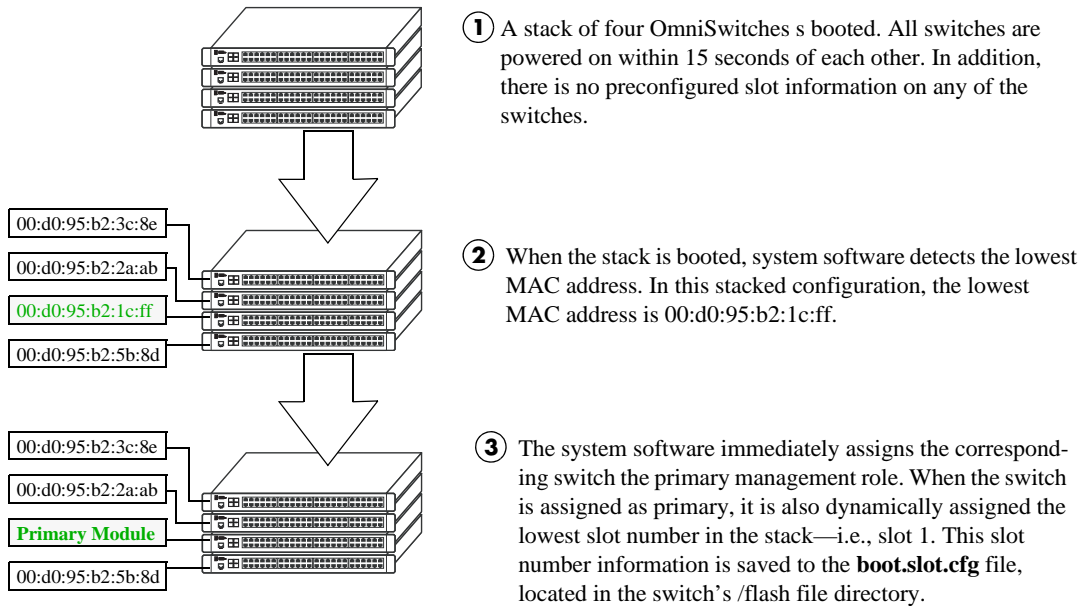 1 A stack of four OmniSwitches s booted. All switches are
powered on within 15 seconds of each other. In addition,
there is no preconfigured slot information on any of the
switches.
00:d0:95:b2:3c:8e
00:d0:95:b2:2a:ab
00:d0:95:b2:1c:ff
00:d0:95:b2:5b:8d
2 When the stack is booted, system software detects the lowest
MAC address. In this stacked configuration, the lowest
MAC address is 00:d0:95:b2:1c:ff.
00:d0:95:b2:3c:8e
00:d0:95:b2:2a:ab
Primary Module
00:d0:95:b2:5b:8d
3 The system software immediately assigns the correspond-
ing switch the primary management role. When the switch
is assigned as primary, it is also dynamically assigned the
lowest slot number in the stack—i.e., slot 1. This slot
number information is saved to the boot.slot.cfg file,
located in the switch’s /flash file directory.